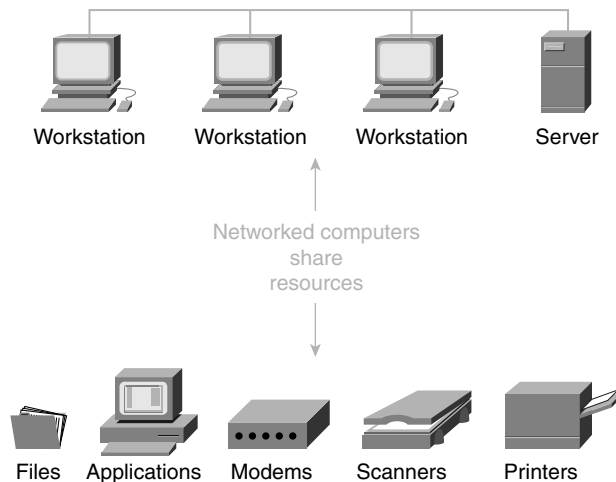 Workstation Workstation Workstation Server
Networked computers
share
resources
Files Applications Modems Scanners Printers